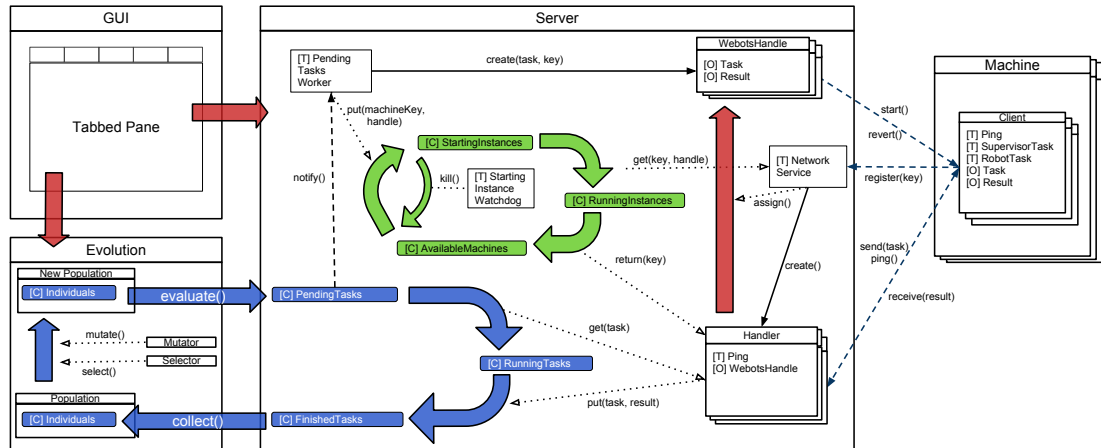 GUI
Tabbed Pane
Server
[T] Pending
Tasks
Worker
create(task, key)
WebotsHandle
[O] Task
[O] Result
put(machineKey,
handle)
[C] StartingInstances
kill()
[T] Starting
Instance
Watchdog
notify()
get(key, handle)
[T] Network
Service
[C] RunningInstances
assign()
[C] AvailableMachines
return(key)
create()
start()
revert()
register(key)
Machine
Client
[T] Ping
[T] SupervisorTask
[T] RobotTask
[O] Task
[O] Result
send(task)
ping()
receive(result)
Evolution
New Population
[C] Individuals
evaluate()
[C] PendingTasks
get(task)
Handler
[T] Ping
[O] WebotsHandle
mutate()
Mutator
Selector
select()
[C] RunningTasks
put(task, result)
Population
[C] Individuals
collect()
[C] FinishedTasks